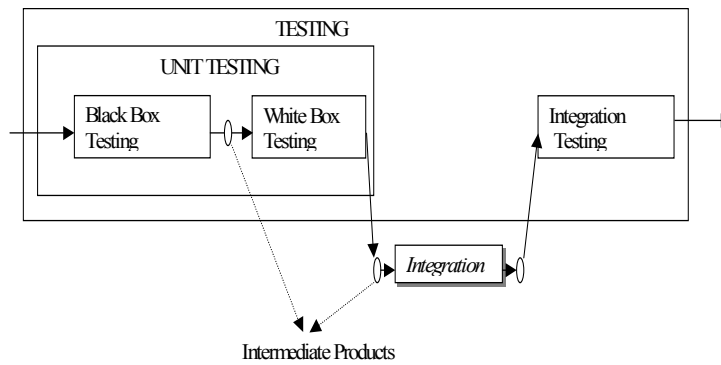 TESTING
UNIT TESTING
Black Box
Testing
White Box
Testing
Integration
Testing
Integration
Intermediate Products